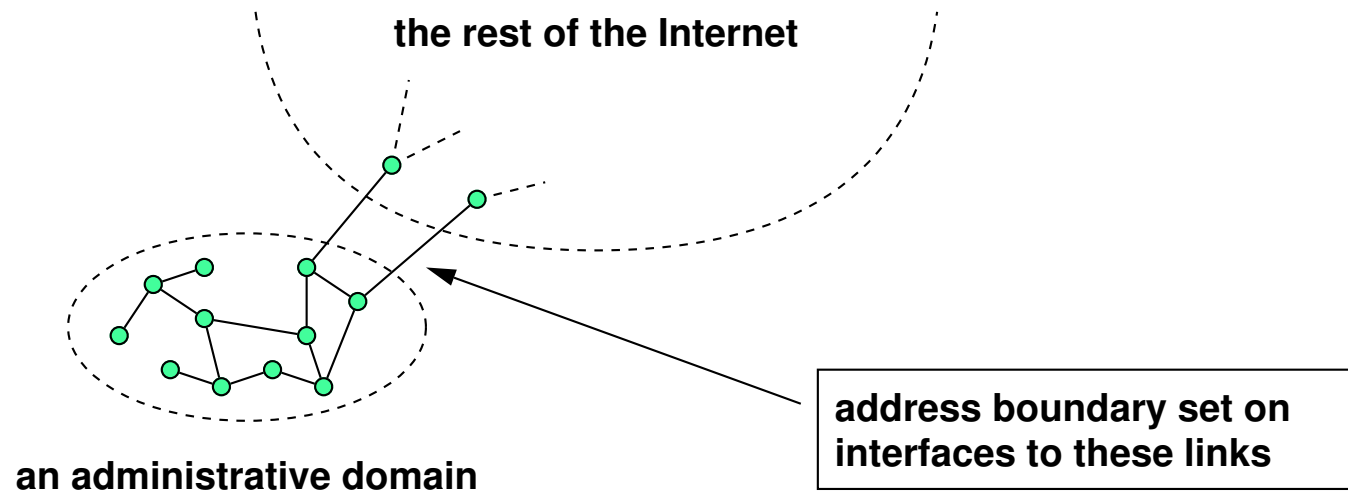 the rest of the Internet
address boundary set on
interfaces to these links
an administrative domain